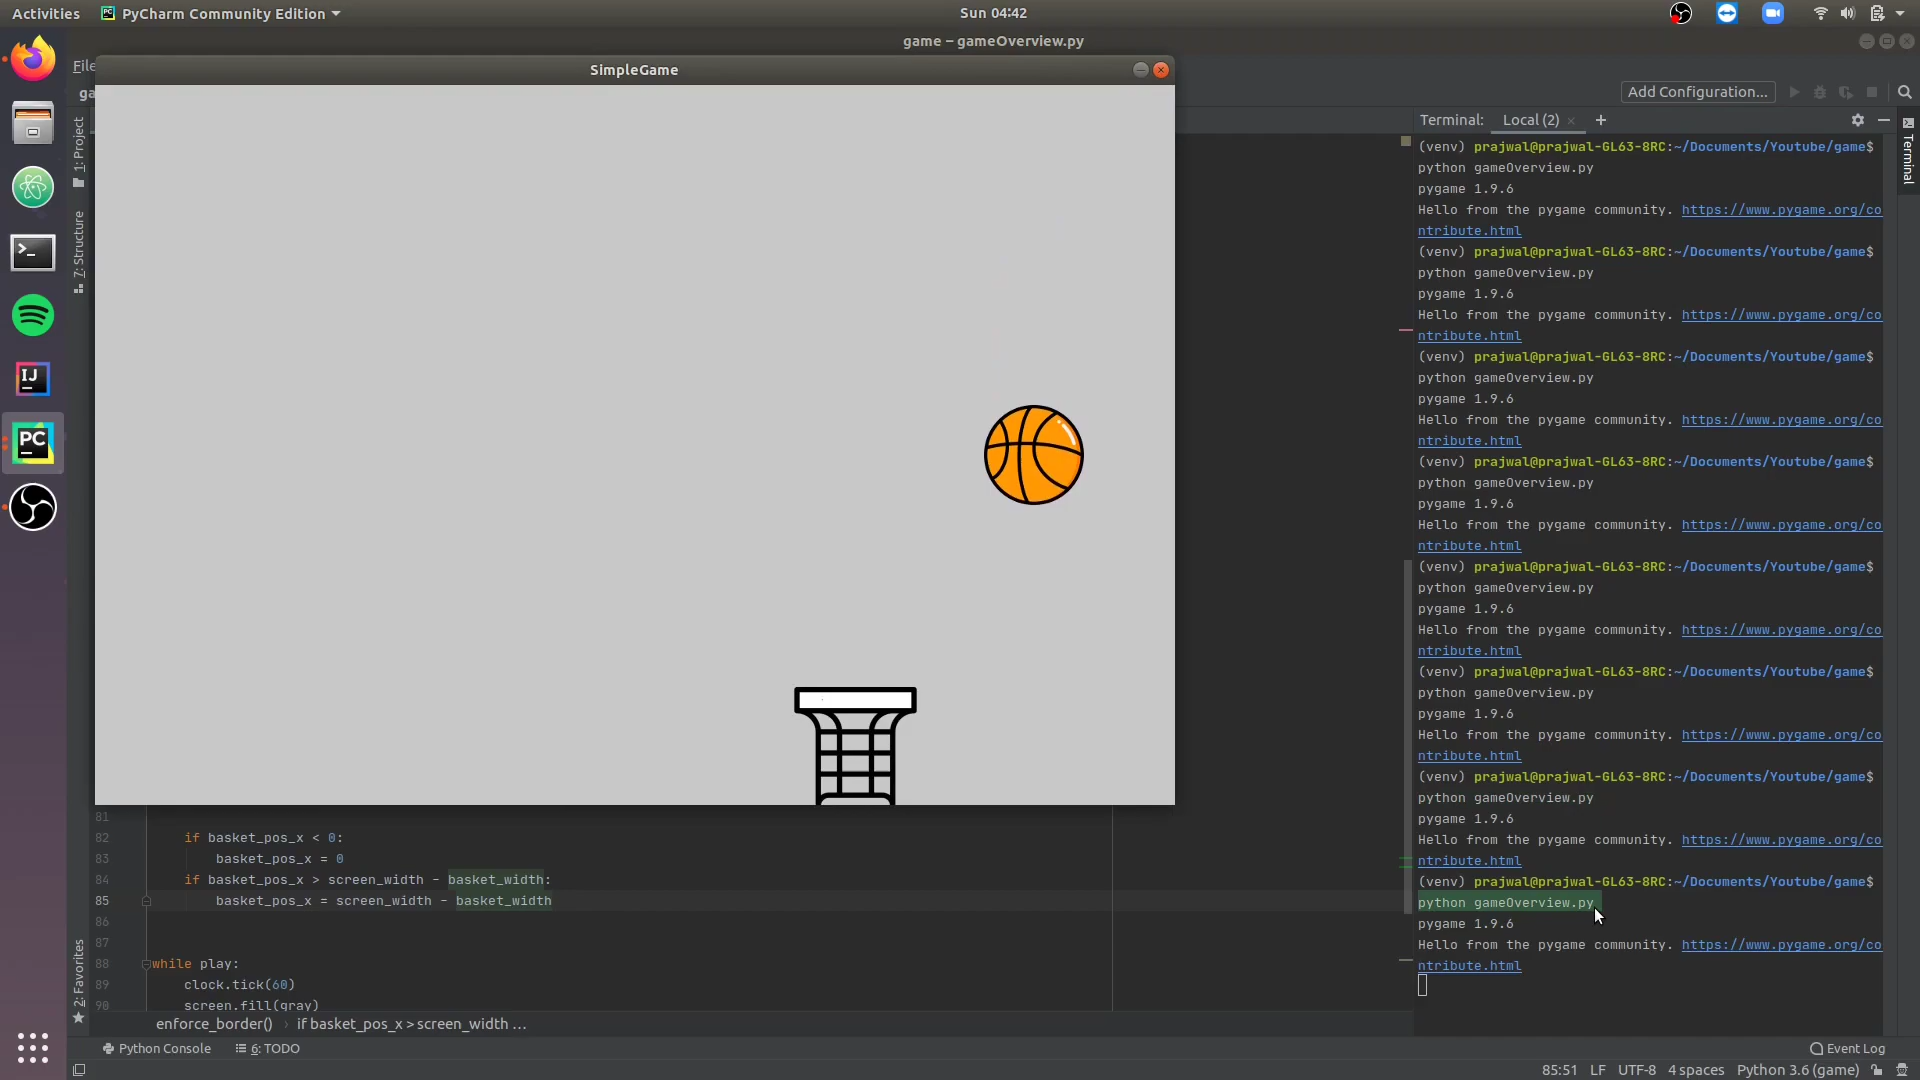 Activities
PyCharm Community Edition
Sun 04:42
game – gameOverview.py
File
SimpleGame
ga
Add Configuration...
Terminal:
Local (2)
1: Project
7: Structure
2: Favorites
Terminal
(venv) prajwal@prajwal-GL63-8RC:~/Documents/Youtube/game$
python gameOverview.py
pygame 1.9.6
Hello from the pygame community. https://www.pygame.org/co
ntribute.html
(venv) prajwal@prajwal-GL63-8RC:~/Documents/Youtube/game$
python gameOverview.py
pygame 1.9.6
Hello from the pygame community. https://www.pygame.org/co
ntribute.html
(venv) prajwal@prajwal-GL63-8RC:~/Documents/Youtube/game$
python gameOverview.py
pygame 1.9.6
Hello from the pygame community. https://www.pygame.org/co
ntribute.html
(venv) prajwal@prajwal-GL63-8RC:~/Documents/Youtube/game$
python gameOverview.py
pygame 1.9.6
Hello from the pygame community. https://www.pygame.org/co
ntribute.html
(venv) prajwal@prajwal-GL63-8RC:~/Documents/Youtube/game$
python gameOverview.py
pygame 1.9.6
Hello from the pygame community. https://www.pygame.org/co
ntribute.html
(venv) prajwal@prajwal-GL63-8RC:~/Documents/Youtube/game$
python gameOverview.py
pygame 1.9.6
Hello from the pygame community. https://www.pygame.org/co
ntribute.html
(venv) prajwal@prajwal-GL63-8RC:~/Documents/Youtube/game$
python gameOverview.py
pygame 1.9.6
Hello from the pygame community. https://www.pygame.org/co
ntribute.html
(venv) prajwal@prajwal-GL63-8RC:~/Documents/Youtube/game$
python gameOverview.py
pygame 1.9.6
Hello from the pygame community. https://www.pygame.org/co
ntribute.html
IJ
PC
81
82 if basket_pos_x < 0:
83 basket_pos_x = 0
84 if basket_pos_x > screen_width - basket_width:
85 basket_pos_x = screen_width - basket_width
86
87
88 while play:
89 clock.tick(60)
90 screen.fill(gray)
enforce_border() › if basket_pos_x > screen_width ...
Python Console
6: TODO
Event Log
85:51 LF UTF-8 4 spaces Python 3.6 (game)